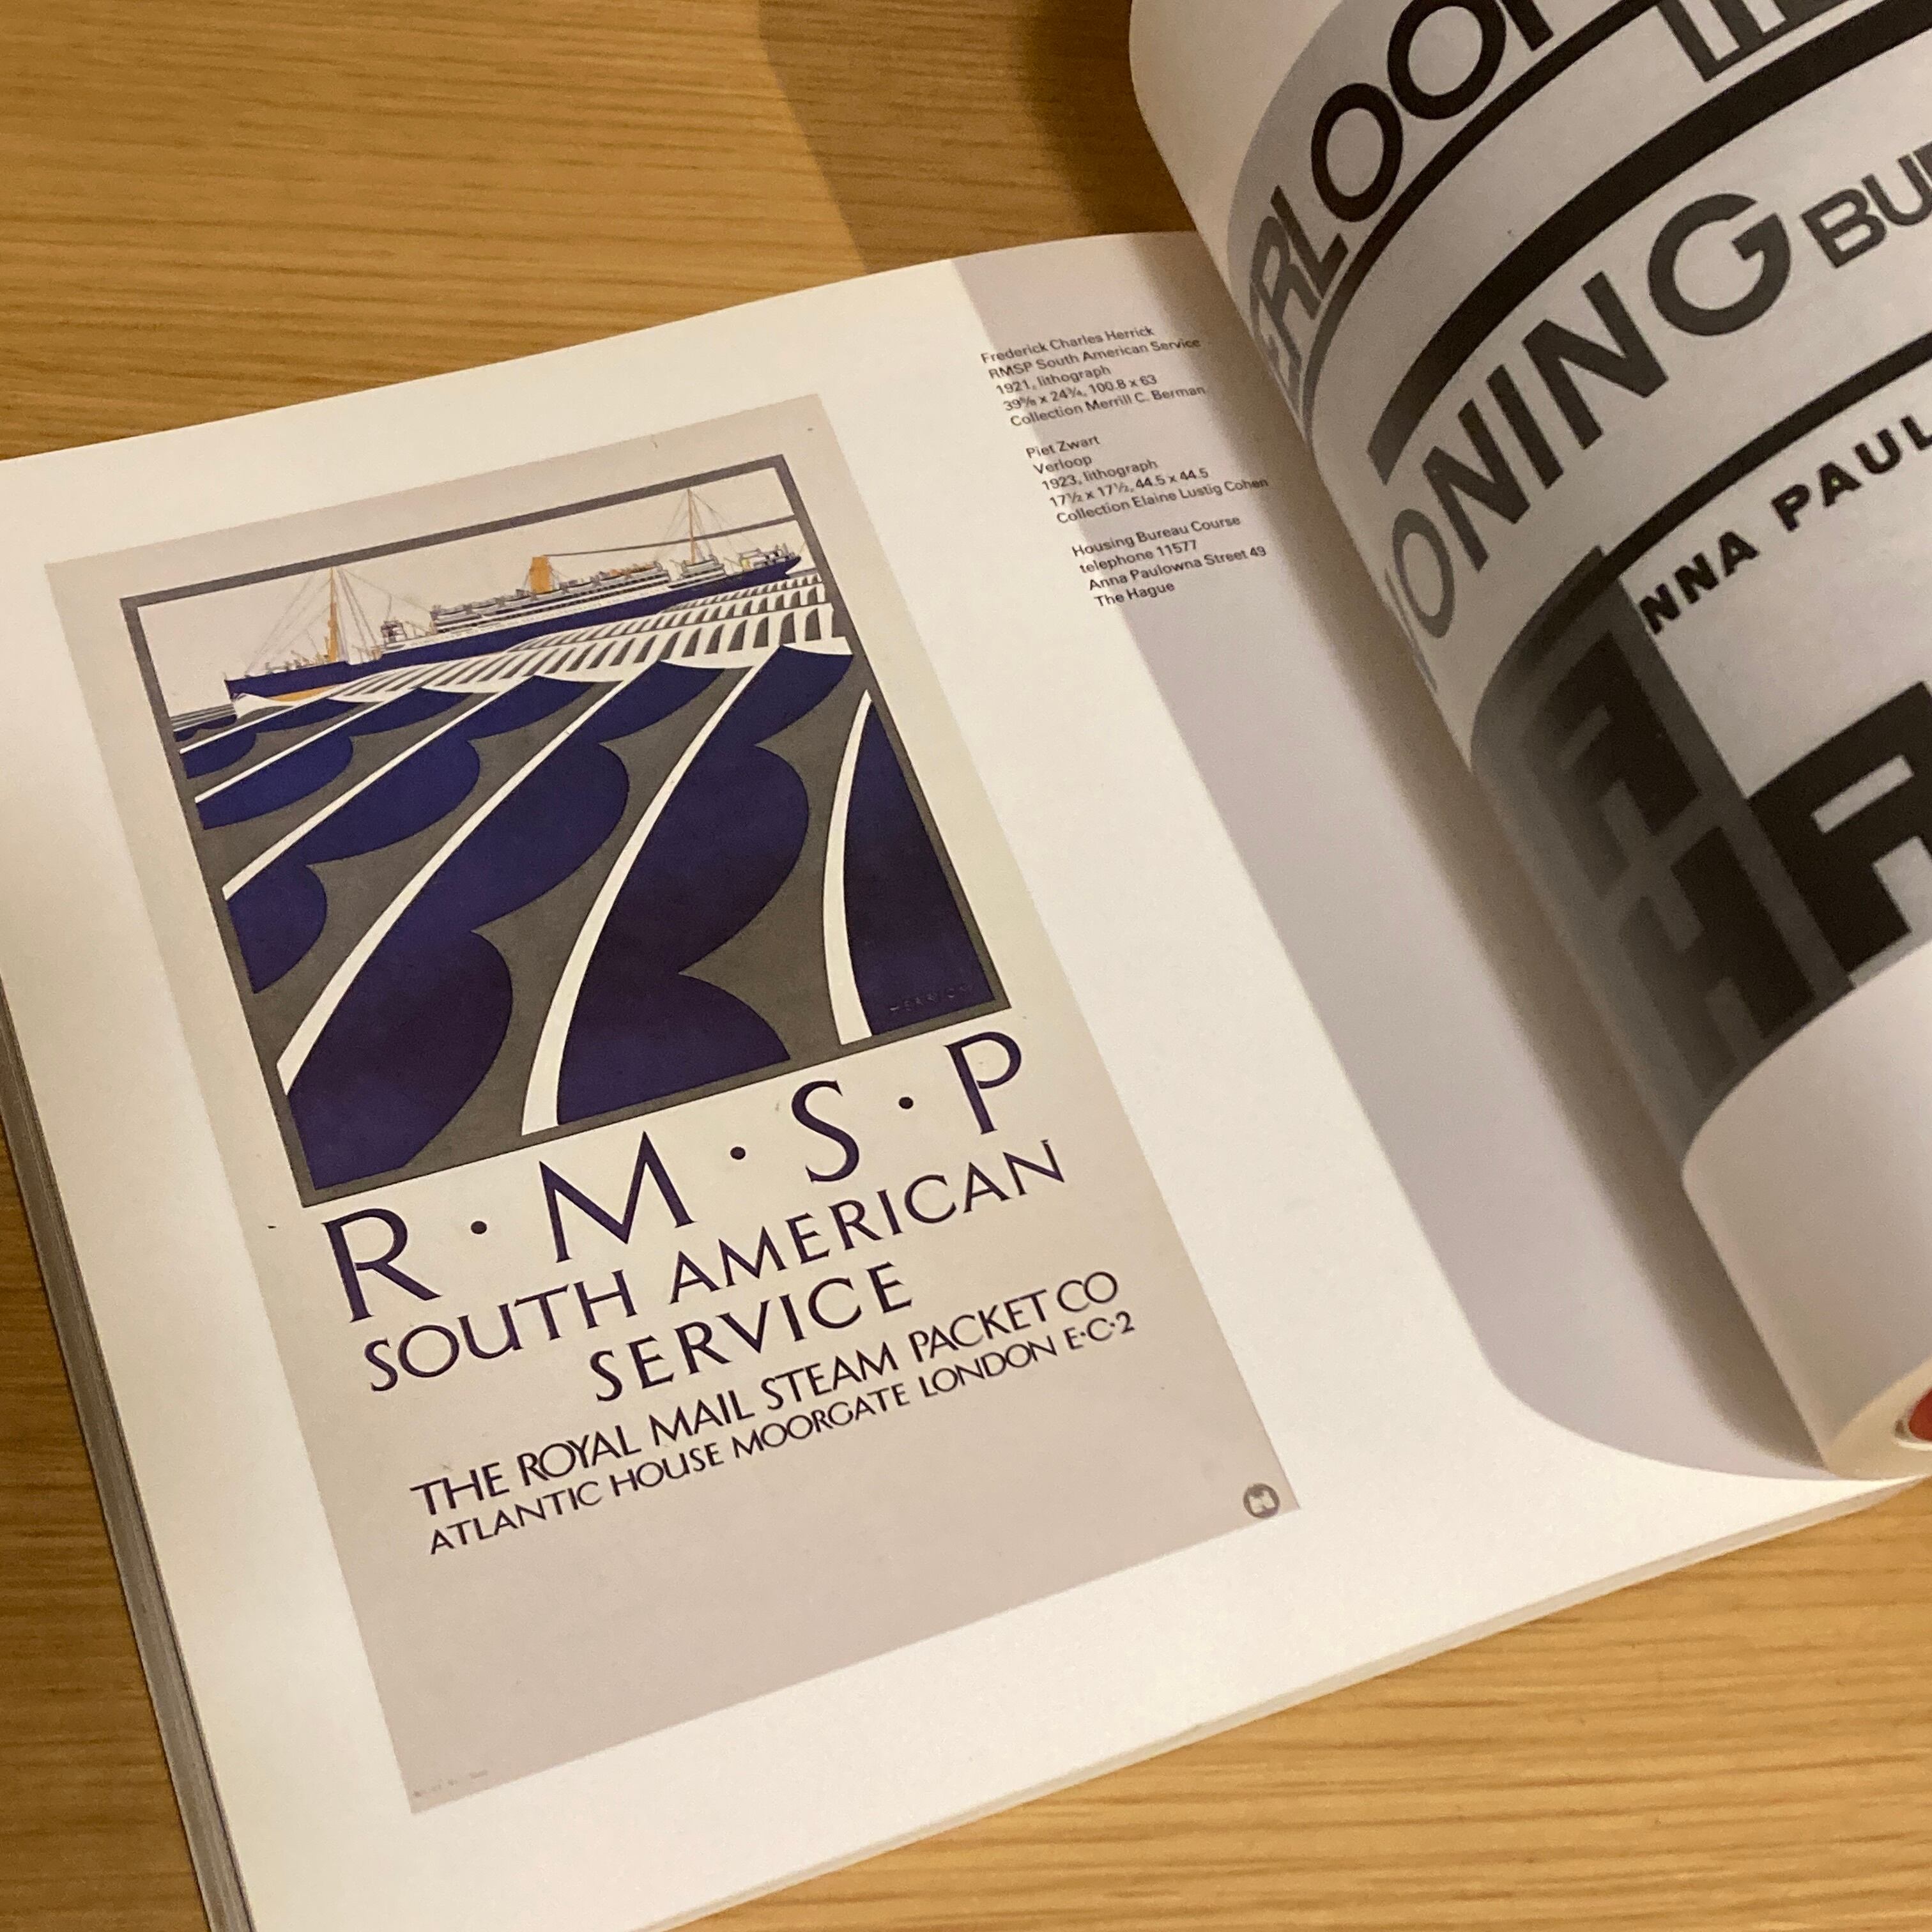 R·M·S·P
SOUTH AMERICAN
SERVICE
THE ROYAL MAIL STEAM PACKET CO
ATLANTIC HOUSE MOORGATE LONDON E·C·2
HERRICK
Frederick Charles Herrick
RMSP South American Service
1921, lithograph
39⅝ x 24¾, 100.8 x 63
Collection Merrill C. Berman
Piet Zwart
Verloop
1923, lithograph
17½ x 17½, 44.5 x 44.5
Collection Elaine Lustig Cohen
Housing Bureau Course
telephone 11577
Anna Paulowna Street 49
The Hague
ERLOO
ONING BU
NNA PAUL